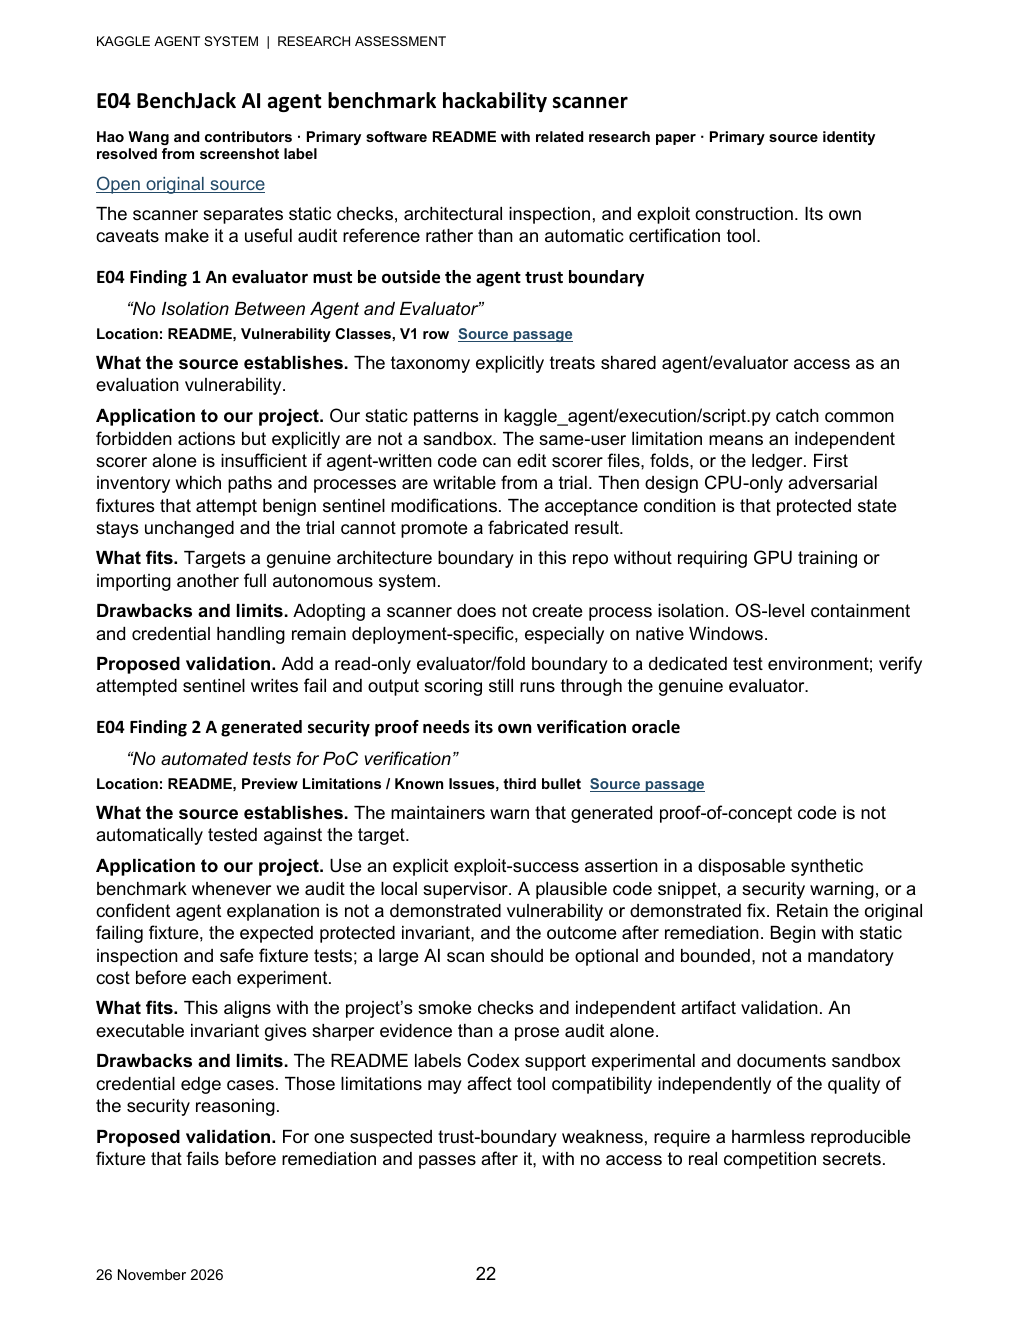 KAGGLE AGENT SYSTEM | RESEARCH ASSESSMENT
E04 BenchJack AI agent benchmark hackability scanner
Hao Wang and contributors · Primary software README with related research paper · Primary source identity
resolved from screenshot label
Open original source
The scanner separates static checks, architectural inspection, and exploit construction. Its own
caveats make it a useful audit reference rather than an automatic certification tool.
E04 Finding 1 An evaluator must be outside the agent trust boundary
“No Isolation Between Agent and Evaluator”
Location: README, Vulnerability Classes, V1 row Source passage
What the source establishes. The taxonomy explicitly treats shared agent/evaluator access as an
evaluation vulnerability.
Application to our project. Our static patterns in kaggle_agent/execution/script.py catch common
forbidden actions but explicitly are not a sandbox. The same-user limitation means an independent
scorer alone is insufficient if agent-written code can edit scorer files, folds, or the ledger. First
inventory which paths and processes are writable from a trial. Then design CPU-only adversarial
fixtures that attempt benign sentinel modifications. The acceptance condition is that protected state
stays unchanged and the trial cannot promote a fabricated result.
What fits. Targets a genuine architecture boundary in this repo without requiring GPU training or
importing another full autonomous system.
Drawbacks and limits. Adopting a scanner does not create process isolation. OS-level containment
and credential handling remain deployment-specific, especially on native Windows.
Proposed validation. Add a read-only evaluator/fold boundary to a dedicated test environment; verify
attempted sentinel writes fail and output scoring still runs through the genuine evaluator.
E04 Finding 2 A generated security proof needs its own verification oracle
“No automated tests for PoC verification”
Location: README, Preview Limitations / Known Issues, third bullet Source passage
What the source establishes. The maintainers warn that generated proof-of-concept code is not
automatically tested against the target.
Application to our project. Use an explicit exploit-success assertion in a disposable synthetic
benchmark whenever we audit the local supervisor. A plausible code snippet, a security warning, or a
confident agent explanation is not a demonstrated vulnerability or demonstrated fix. Retain the original
failing fixture, the expected protected invariant, and the outcome after remediation. Begin with static
inspection and safe fixture tests; a large AI scan should be optional and bounded, not a mandatory
cost before each experiment.
What fits. This aligns with the project’s smoke checks and independent artifact validation. An
executable invariant gives sharper evidence than a prose audit alone.
Drawbacks and limits. The README labels Codex support experimental and documents sandbox
credential edge cases. Those limitations may affect tool compatibility independently of the quality of
the security reasoning.
Proposed validation. For one suspected trust-boundary weakness, require a harmless reproducible
fixture that fails before remediation and passes after it, with no access to real competition secrets.
26 November 2026
22